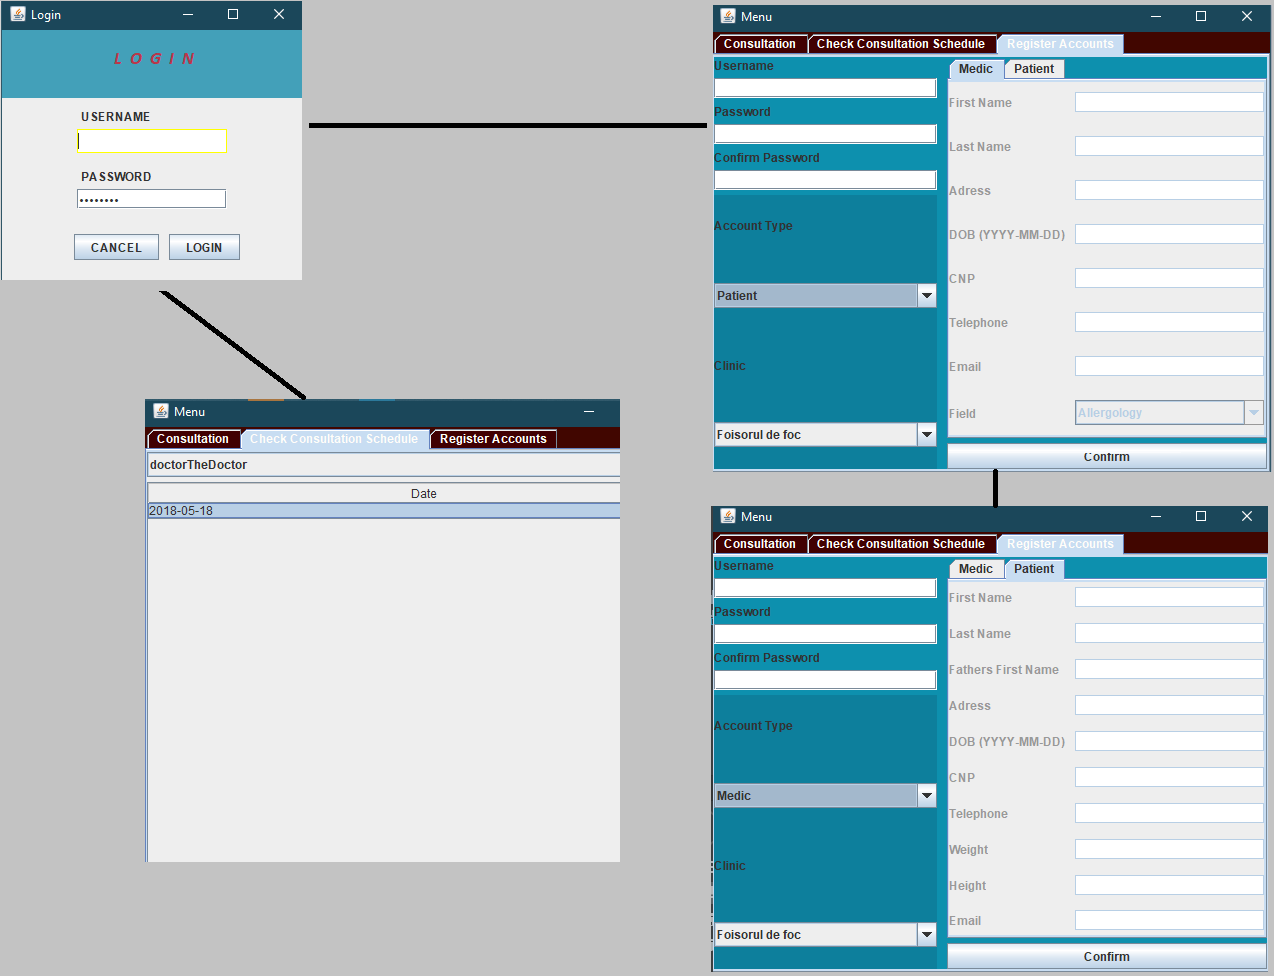 Login
LOGIN
USERNAME
PASSWORD
••••••••
CANCEL LOGIN
Menu
Consultation Check Consultation Schedule Register Accounts
Username
Password
Confirm Password
Account Type
Patient
Clinic
Foisorul de foc
Medic Patient
First Name
Last Name
Adress
DOB (YYYY-MM-DD)
CNP
Telephone
Email
Field Allergology
Confirm
Menu
Consultation Check Consultation Schedule Register Accounts
doctorTheDoctor
Date
2018-05-18
Menu
Consultation Check Consultation Schedule Register Accounts
Username
Password
Confirm Password
Account Type
Medic
Clinic
Foisorul de foc
Medic Patient
First Name
Last Name
Fathers First Name
Adress
DOB (YYYY-MM-DD)
CNP
Telephone
Weight
Height
Email
Confirm